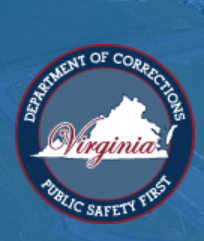 DEPARTMENT OF CORRECTIONS
Virginia
PUBLIC SAFETY FIRST